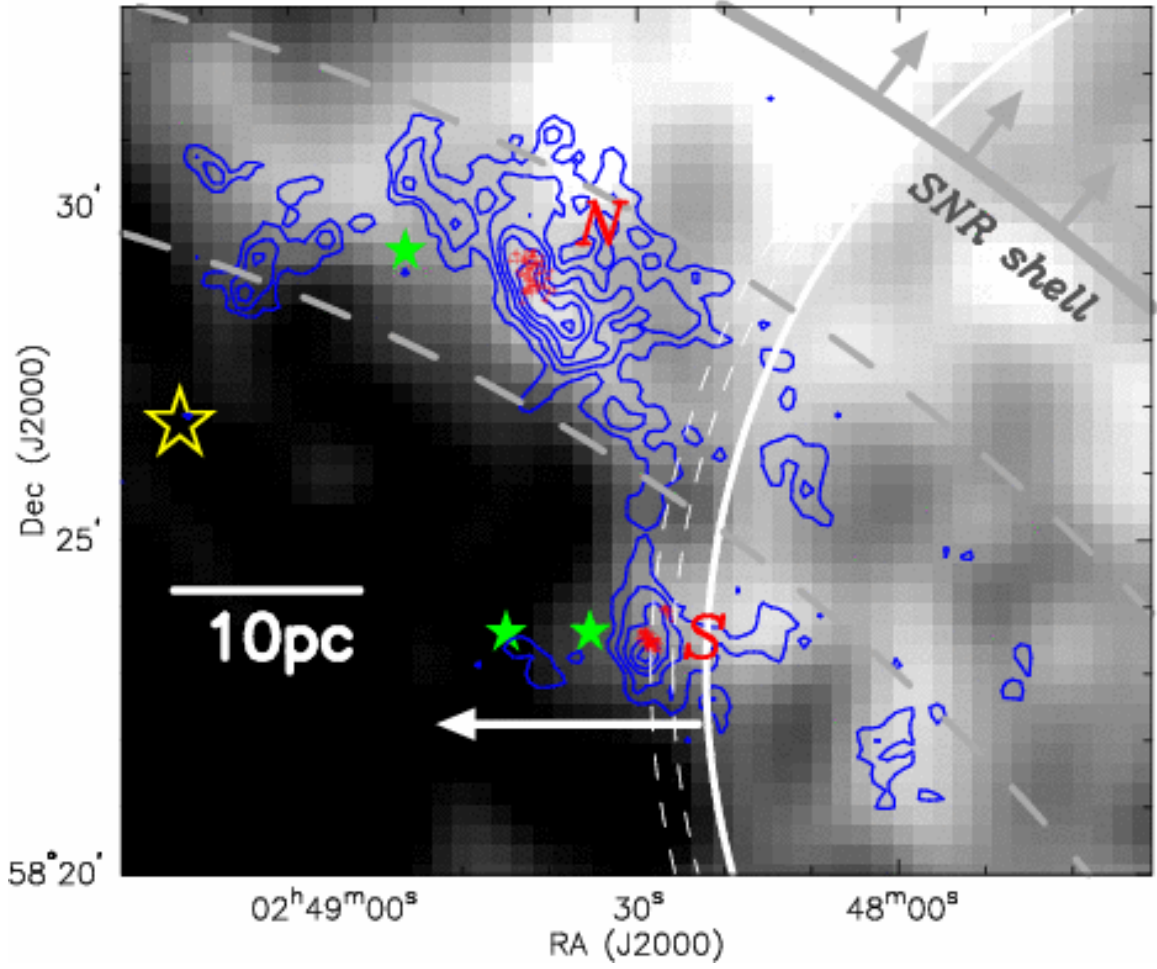 N
30′
SNR shell
Dec (J2000)
25′
10pc
S
58°20′
02ʰ49ᵐ00ˢ
30ˢ
48ᵐ00ˢ
RA (J2000)